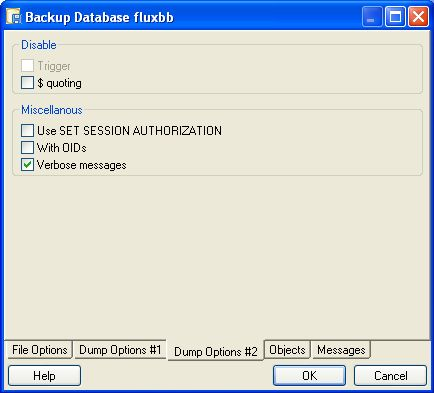 Backup Database fluxbb
Disable
Trigger
$ quoting
Miscellanous
Use SET SESSION AUTHORIZATION
With OIDs
Verbose messages
File Options Dump Options #1 Dump Options #2 Objects Messages
Help OK Cancel